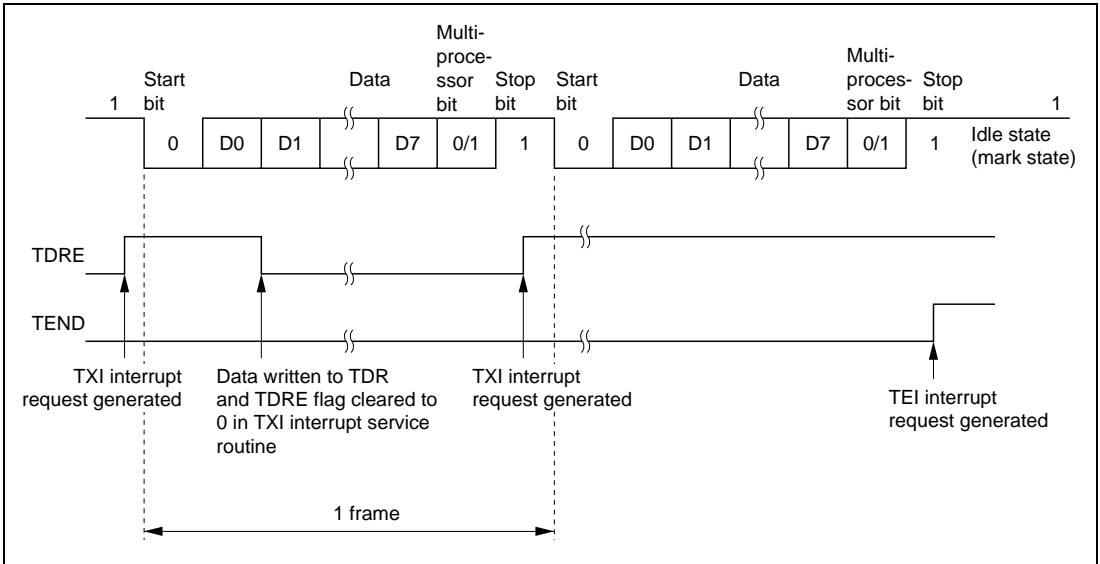 Multi-
proce-
ssor
bit
Start
bit
Data
Stop
bit
Start
bit
Data
Multi-
proces-
sor bit
Stop
bit
1
1
0
D0
D1
D7
0/1
1
0
D0
D1
D7
0/1
1
Idle state
(mark state)
TDRE
TEND
TXI interrupt
request generated
Data written to TDR
and TDRE flag cleared to
0 in TXI interrupt service
routine
TXI interrupt
request generated
TEI interrupt
request generated
1 frame